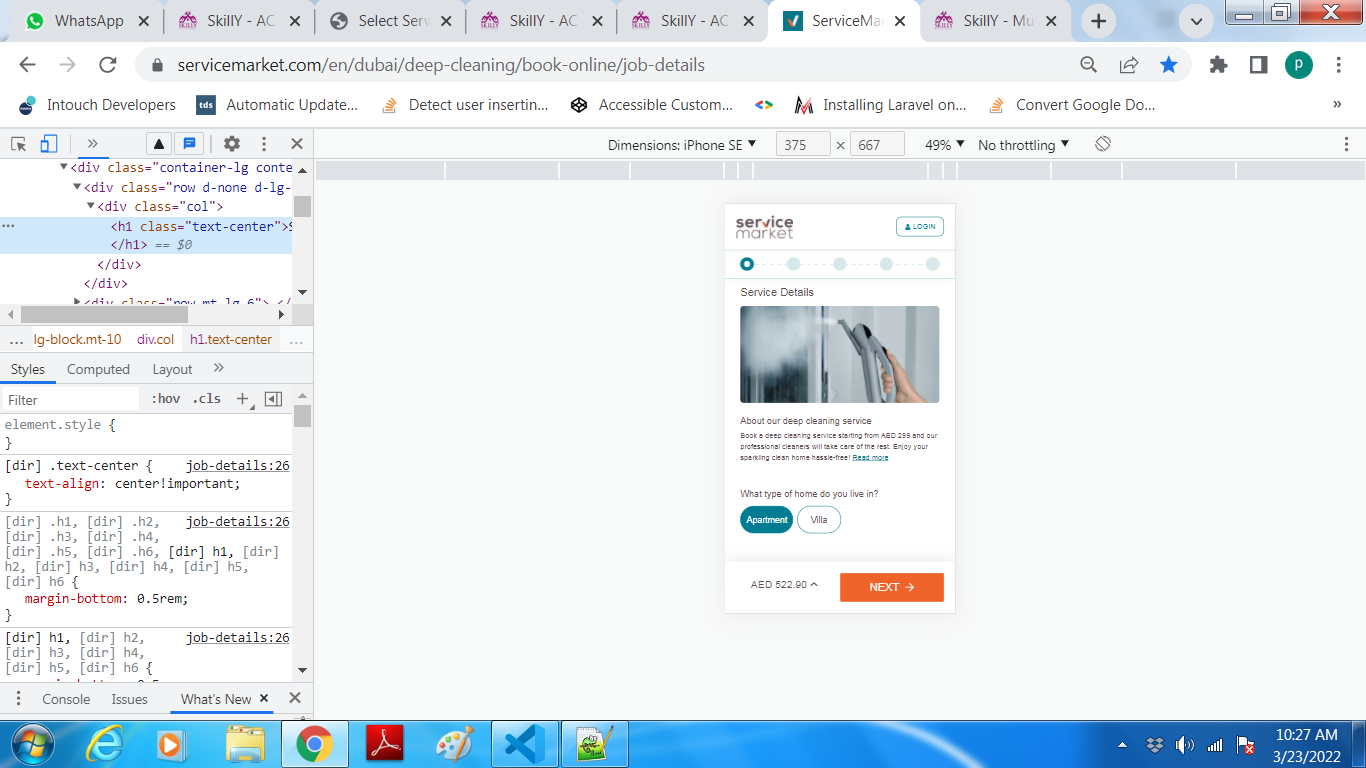 WhatsApp
SkillY - AC
Select Serv
SkillY - AC
SkillY - AC
ServiceMar
SkillY - Mu
servicemarket.com/en/dubai/deep-cleaning/book-online/job-details
p
Intouch Developers
tds
Automatic Update...
Detect user insertin...
Accessible Custom...
Installing Laravel on...
Convert Google Do...
»
»
Dimensions: iPhone SE
375
×
667
49%
No throttling
<div class="container-lg conte
<div class="row d-none d-lg-
<div class="col">
<h1 class="text-center">S
</h1> == $0
</div>
</div>
<div class="row mt-lg-6"> </
... lg-block.mt-10 div.col h1.text-center ...
Styles Computed Layout »
Filter :hov .cls +
element.style {
}
[dir] .text-center { job-details:26
text-align: center!important;
}
[dir] .h1, [dir] .h2, job-details:26
[dir] .h3, [dir] .h4,
[dir] .h5, [dir] .h6, [dir] h1, [dir]
h2, [dir] h3, [dir] h4, [dir] h5,
[dir] h6 {
margin-bottom: 0.5rem;
}
[dir] h1, [dir] h2, job-details:26
[dir] h3, [dir] h4,
[dir] h5, [dir] h6 {
Console Issues What's New
service
market
LOGIN
Service Details
About our deep cleaning service
Book a deep cleaning service starting from AED 299 and our
professional cleaners will take care of the rest. Enjoy your
sparkling clean home hassle-free! Read more
What type of home do you live in?
Apartment Villa
AED 522.90
NEXT →
10:27 AM
3/23/2022